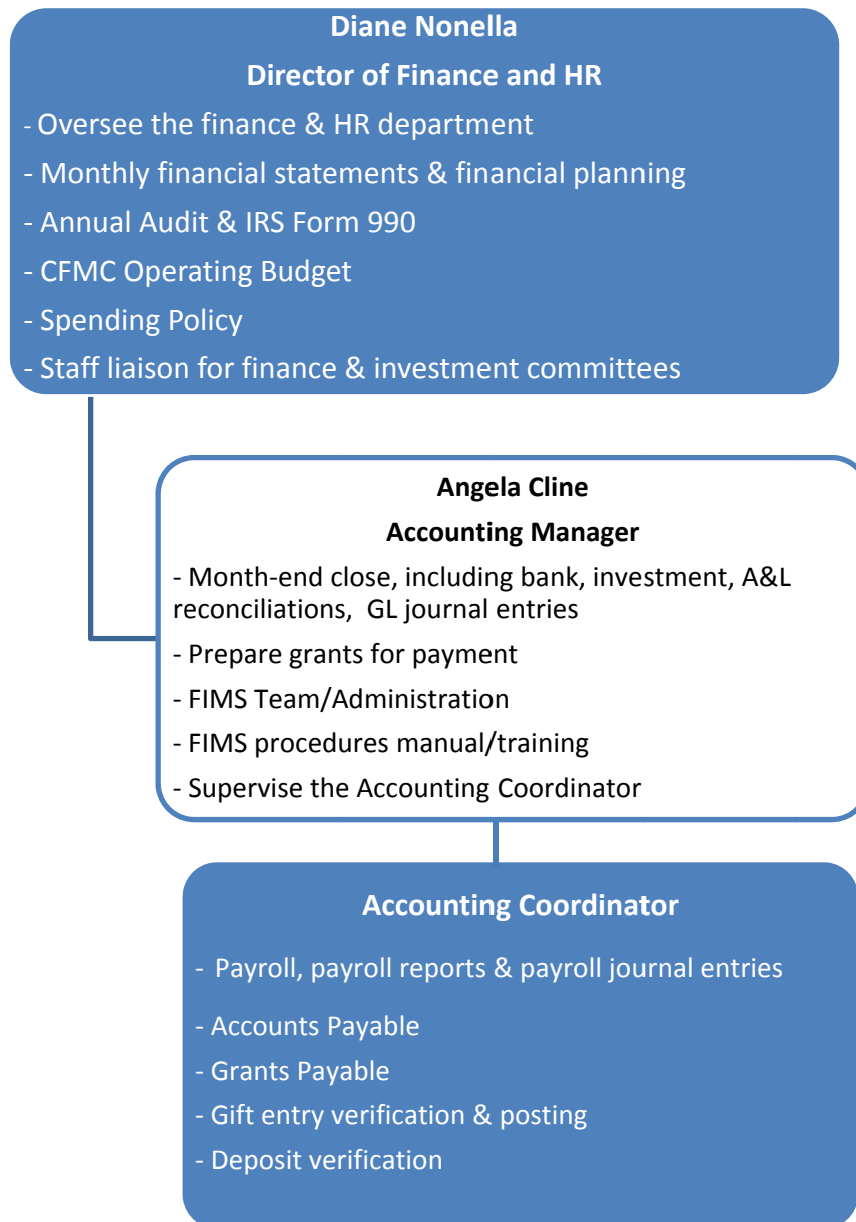 Diane Nonella
Director of Finance and HR
- Oversee the finance & HR department
- Monthly financial statements & financial planning
- Annual Audit & IRS Form 990
- CFMC Operating Budget
- Spending Policy
- Staff liaison for finance & investment committees
Angela Cline
Accounting Manager
- Month-end close, including bank, investment, A&L
reconciliations,  GL journal entries
- Prepare grants for payment
- FIMS Team/Administration
- FIMS procedures manual/training
- Supervise the Accounting Coordinator
Accounting Coordinator
- Payroll, payroll reports & payroll journal entries
- Accounts Payable
- Grants Payable
- Gift entry verification & posting
- Deposit verification